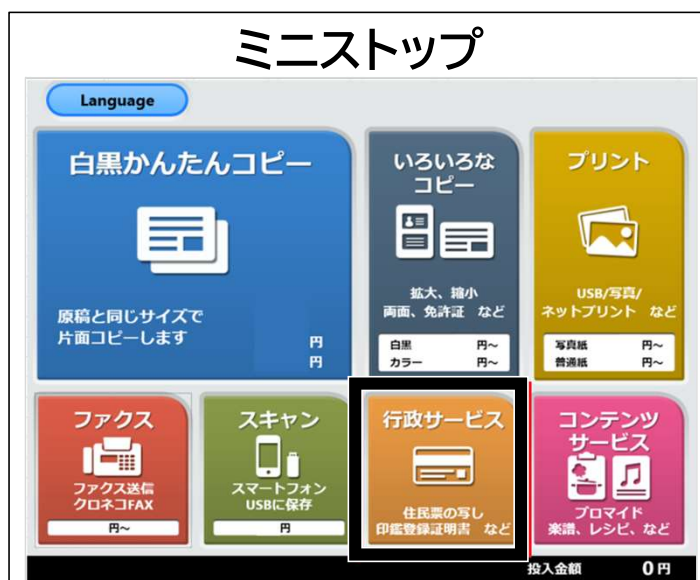 ミニストップ
Language
白黒かんたんコピー
原稿と同じサイズで
片面コピーします
円
円
いろいろな
コピー
拡大、縮小
両面、免許証 など
白黒 円~
カラー 円~
プリント
USB/写真/
ネットプリント など
写真紙 円~
普通紙 円~
ファクス
ファクス送信
クロネコFAX
円~
スキャン
スマートフォン
USBに保存
円
行政サービス
住民票の写し
印鑑登録証明書 など
コンテンツ
サービス
ブロマイド
楽譜、レシピ、など
投入金額 0円